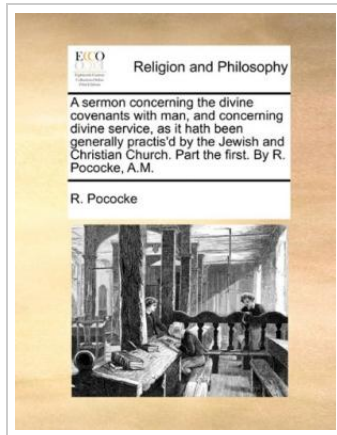 ECCO
Religion and Philosophy
A sermon concerning the divine
covenants with man, and concerning
divine service, as it hath been
generally practis'd by the Jewish and
Christian Church. Part the first. By R.
Pococke, A.M.
R. Pococke